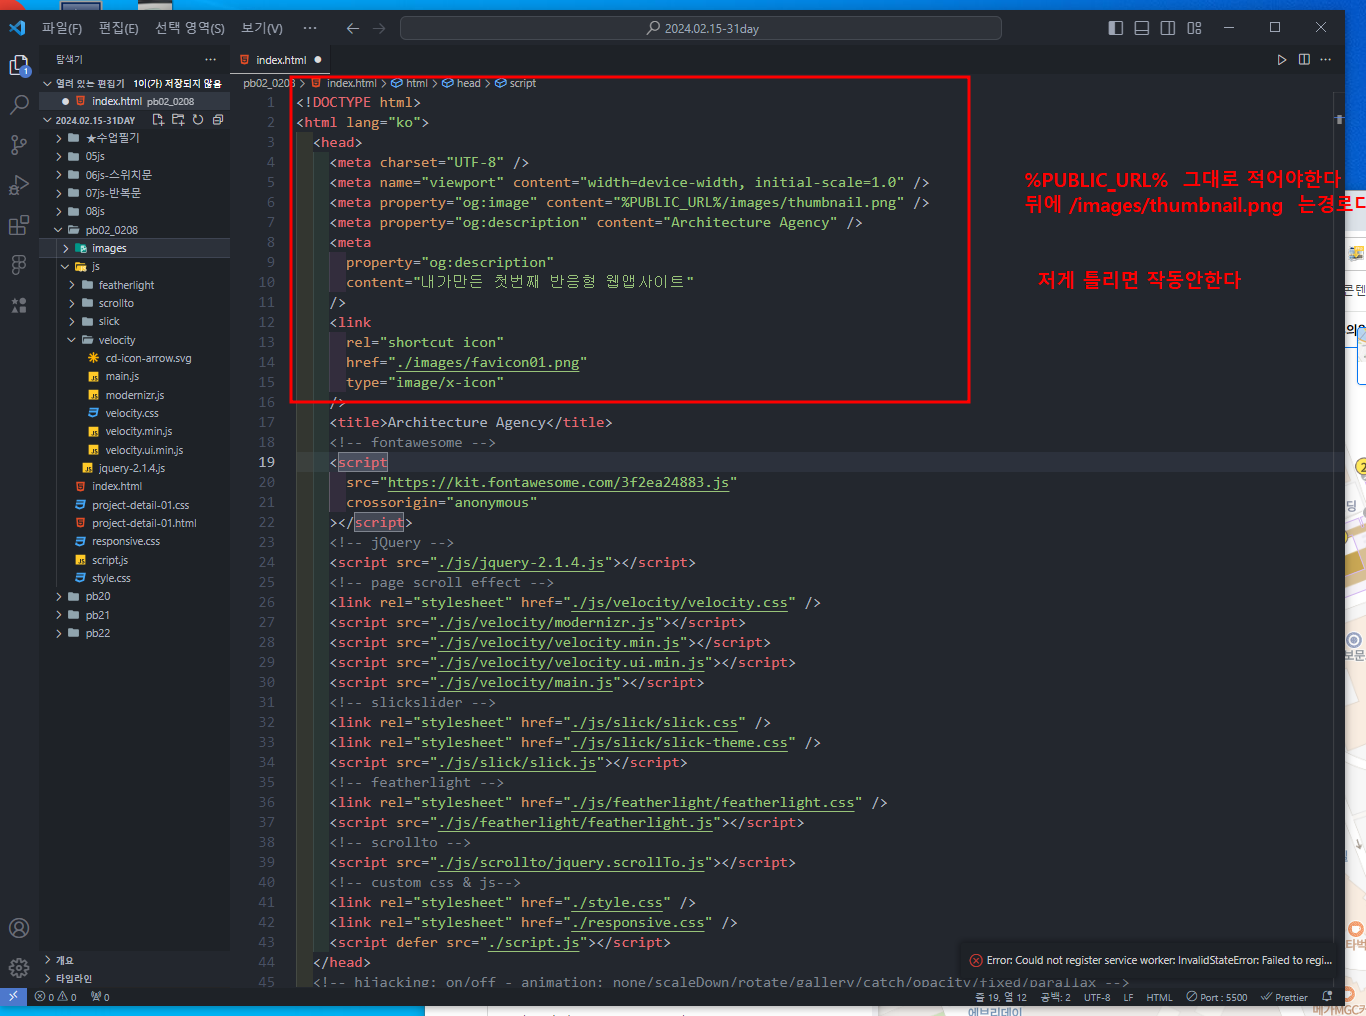 파일(F) 편집(E) 선택 영역(S) 보기(V) ··· 2024.02.15-31day
탐색기 ···
열려 있는 편집기 1이(가) 저장되지 않음
index.html pb02_0208
2024.02.15-31DAY
★수업필기
05js
06js-스위치문
07js-반복문
08js
pb02_0208
images
js
featherlight
scrollto
slick
velocity
cd-icon-arrow.svg
main.js
modernizr.js
velocity.css
velocity.min.js
velocity.ui.min.js
jquery-2.1.4.js
index.html
project-detail-01.css
project-detail-01.html
responsive.css
script.js
style.css
pb20
pb21
pb22
개요
타임라인
index.html
pb02_0208 > index.html > html > head > script
1 <!DOCTYPE html>
2 <html lang="ko">
3 <head>
4 <meta charset="UTF-8" />
5 <meta name="viewport" content="width=device-width, initial-scale=1.0" />
6 <meta property="og:image" content="%PUBLIC_URL%/images/thumbnail.png" />
7 <meta property="og:description" content="Architecture Agency" />
8 <meta
9 property="og:description"
10 content="내가만든 첫번째 반응형 웹앱사이트"
11 />
12 <link
13 rel="shortcut icon"
14 href="./images/favicon01.png"
15 type="image/x-icon"
16 />
17 <title>Architecture Agency</title>
18 <!-- fontawesome -->
19 <script
20 src="https://kit.fontawesome.com/3f2ea24883.js"
21 crossorigin="anonymous"
22 ></script>
23 <!-- jQuery -->
24 <script src="./js/jquery-2.1.4.js"></script>
25 <!-- page scroll effect -->
26 <link rel="stylesheet" href="./js/velocity/velocity.css" />
27 <script src="./js/velocity/modernizr.js"></script>
28 <script src="./js/velocity/velocity.min.js"></script>
29 <script src="./js/velocity/velocity.ui.min.js"></script>
30 <script src="./js/velocity/main.js"></script>
31 <!-- slickslider -->
32 <link rel="stylesheet" href="./js/slick/slick.css" />
33 <link rel="stylesheet" href="./js/slick/slick-theme.css" />
34 <script src="./js/slick/slick.js"></script>
35 <!-- featherlight -->
36 <link rel="stylesheet" href="./js/featherlight/featherlight.css" />
37 <script src="./js/featherlight/featherlight.js"></script>
38 <!-- scrollto -->
39 <script src="./js/scrollto/jquery.scrollTo.js"></script>
40 <!-- custom css & js-->
41 <link rel="stylesheet" href="./style.css" />
42 <link rel="stylesheet" href="./responsive.css" />
43 <script defer src="./script.js"></script>
44 </head>
45 <!-- hijacking: on/off - animation: none/scaleDown/rotate/gallery/catch/opacity/fixed/parallax -->
%PUBLIC_URL% 그대로 적어야한다
뒤에 /images/thumbnail.png 는경로다
저게 틀리면 작동안한다
Error: Could not register service worker: InvalidStateError: Failed to regi...
0 0 0 줄 19, 열 12 공백: 2 UTF-8 LF HTML Port : 5500 Prettier
에브리데이
메가MGC커